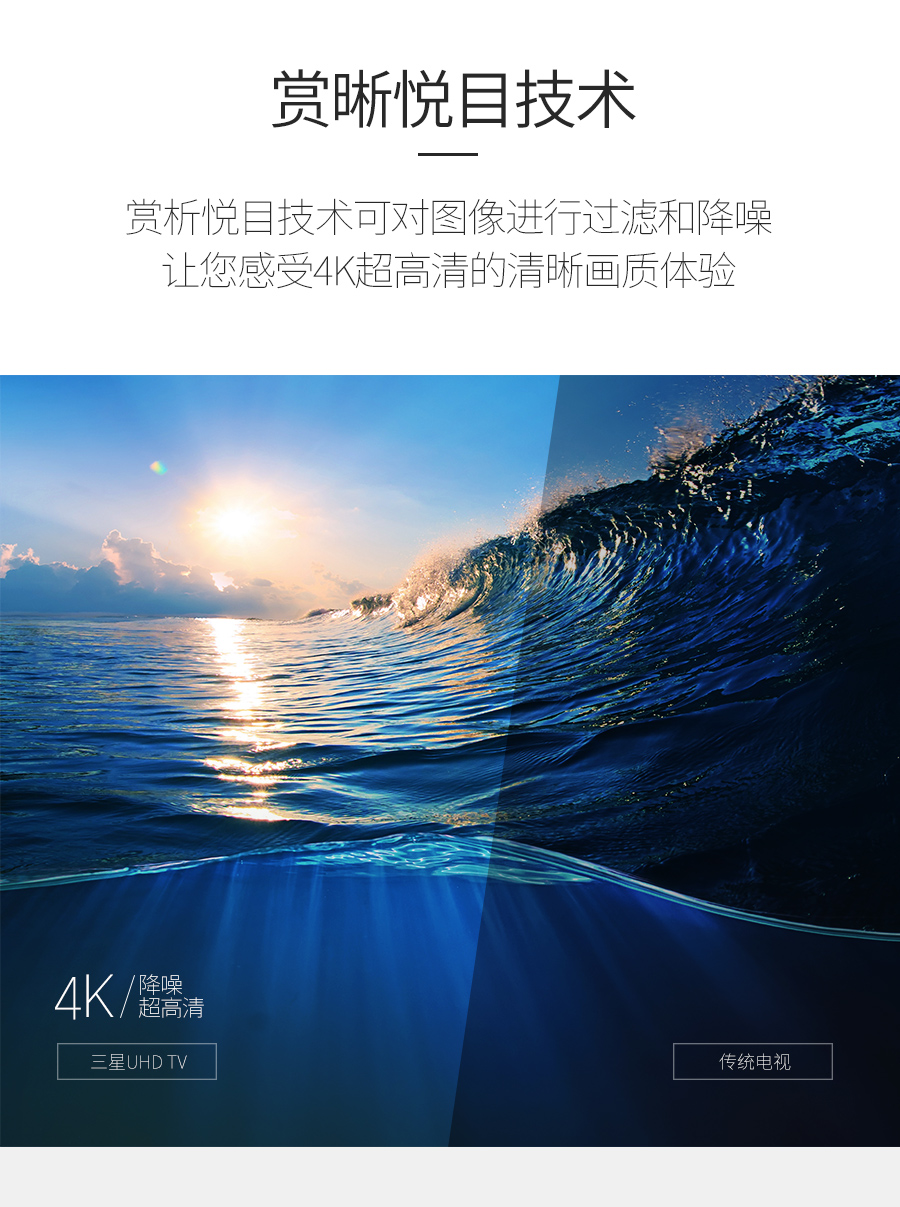 赏晰悦目技术
赏析悦目技术可对图像进行过滤和降噪
让您感受4K超高清的清晰画质体验
4K/降噪
超高清
三星UHD TV
传统电视